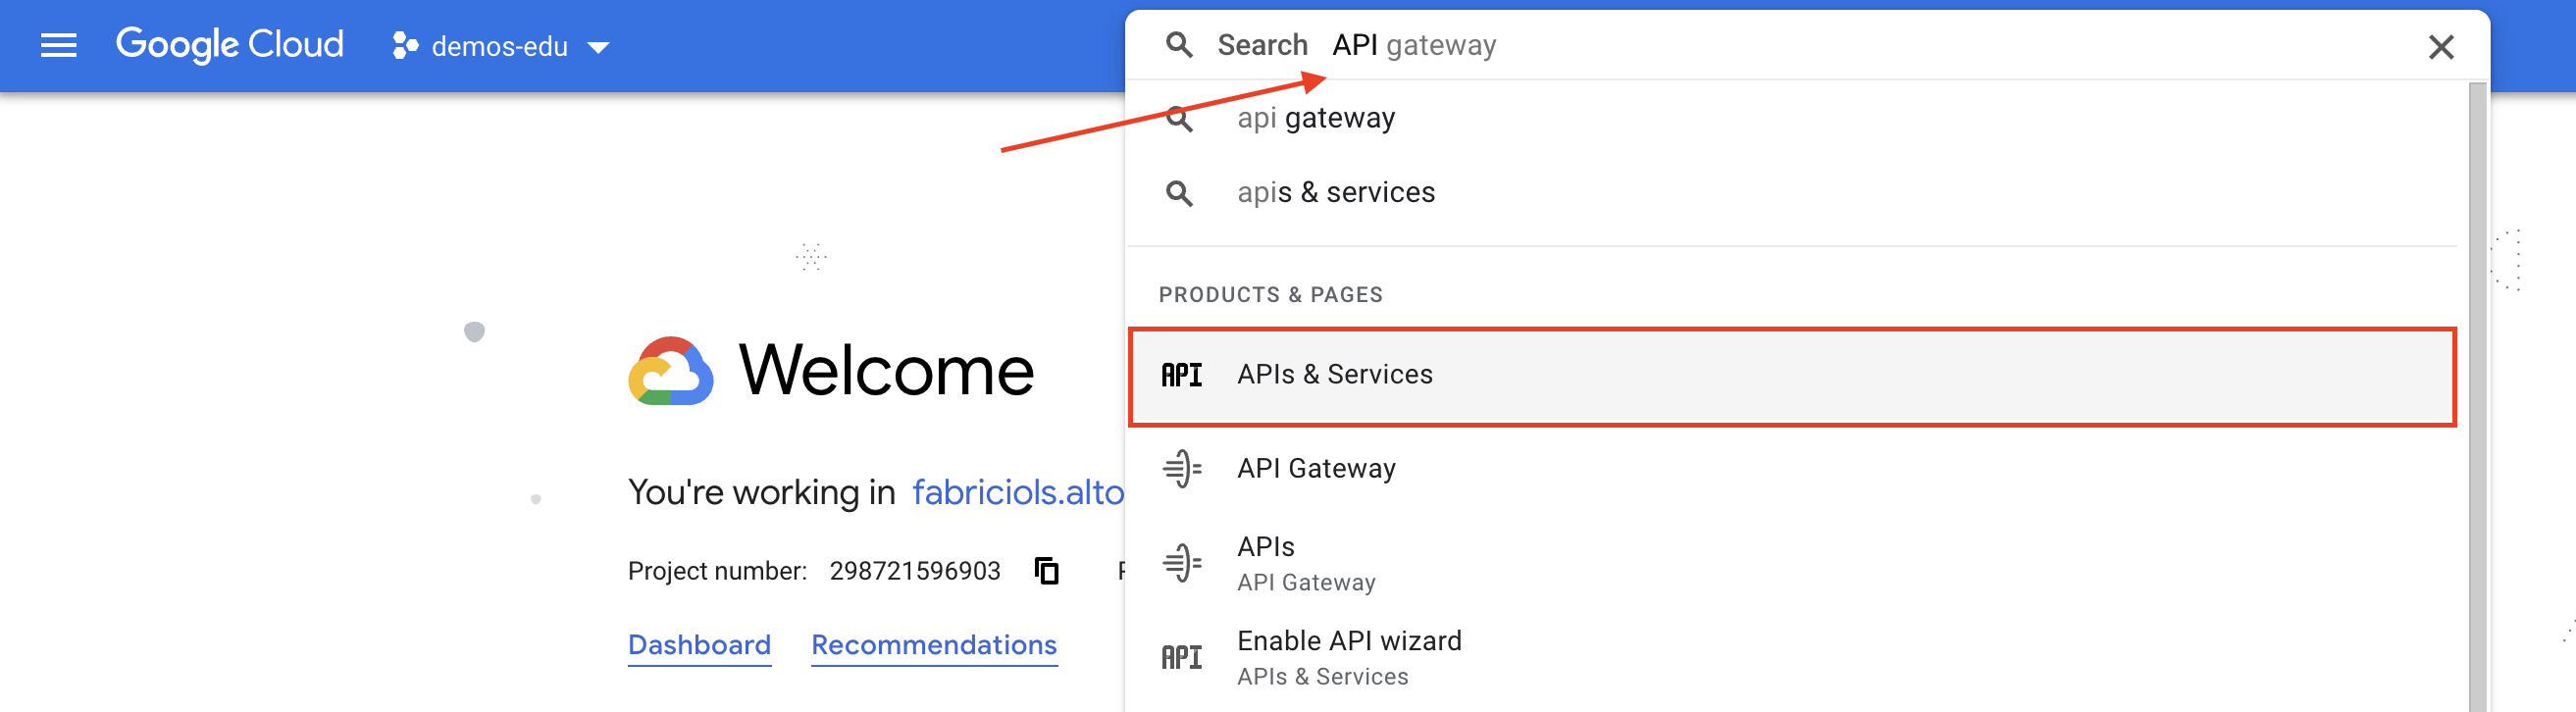 Google Cloud demos-edu
Search API gateway
api gateway
apis & services
PRODUCTS & PAGES
API APIs & Services
API Gateway
APIs
API Gateway
API Enable API wizard
APIs & Services
Welcome
You're working in fabriciols.alto
Project number: 298721596903
Dashboard Recommendations